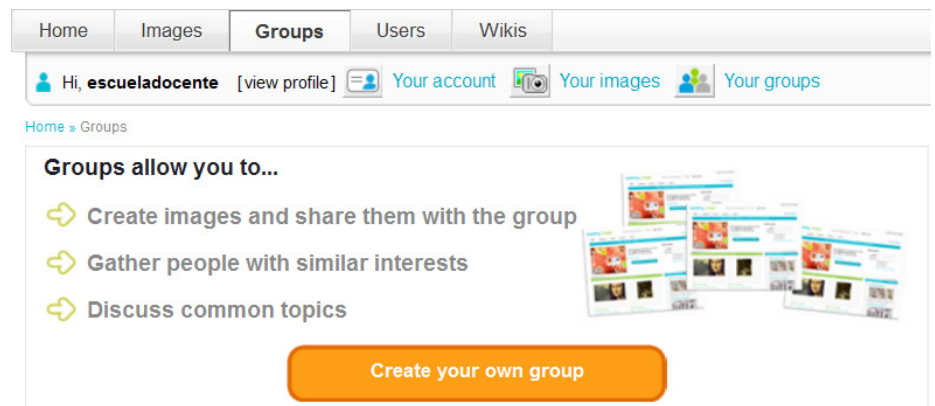 Home Images Groups Users Wikis
Hi, escueladocente [view profile] Your account Your images Your groups
Home » Groups
Groups allow you to...
Create images and share them with the group
Gather people with similar interests
Discuss common topics
Create your own group